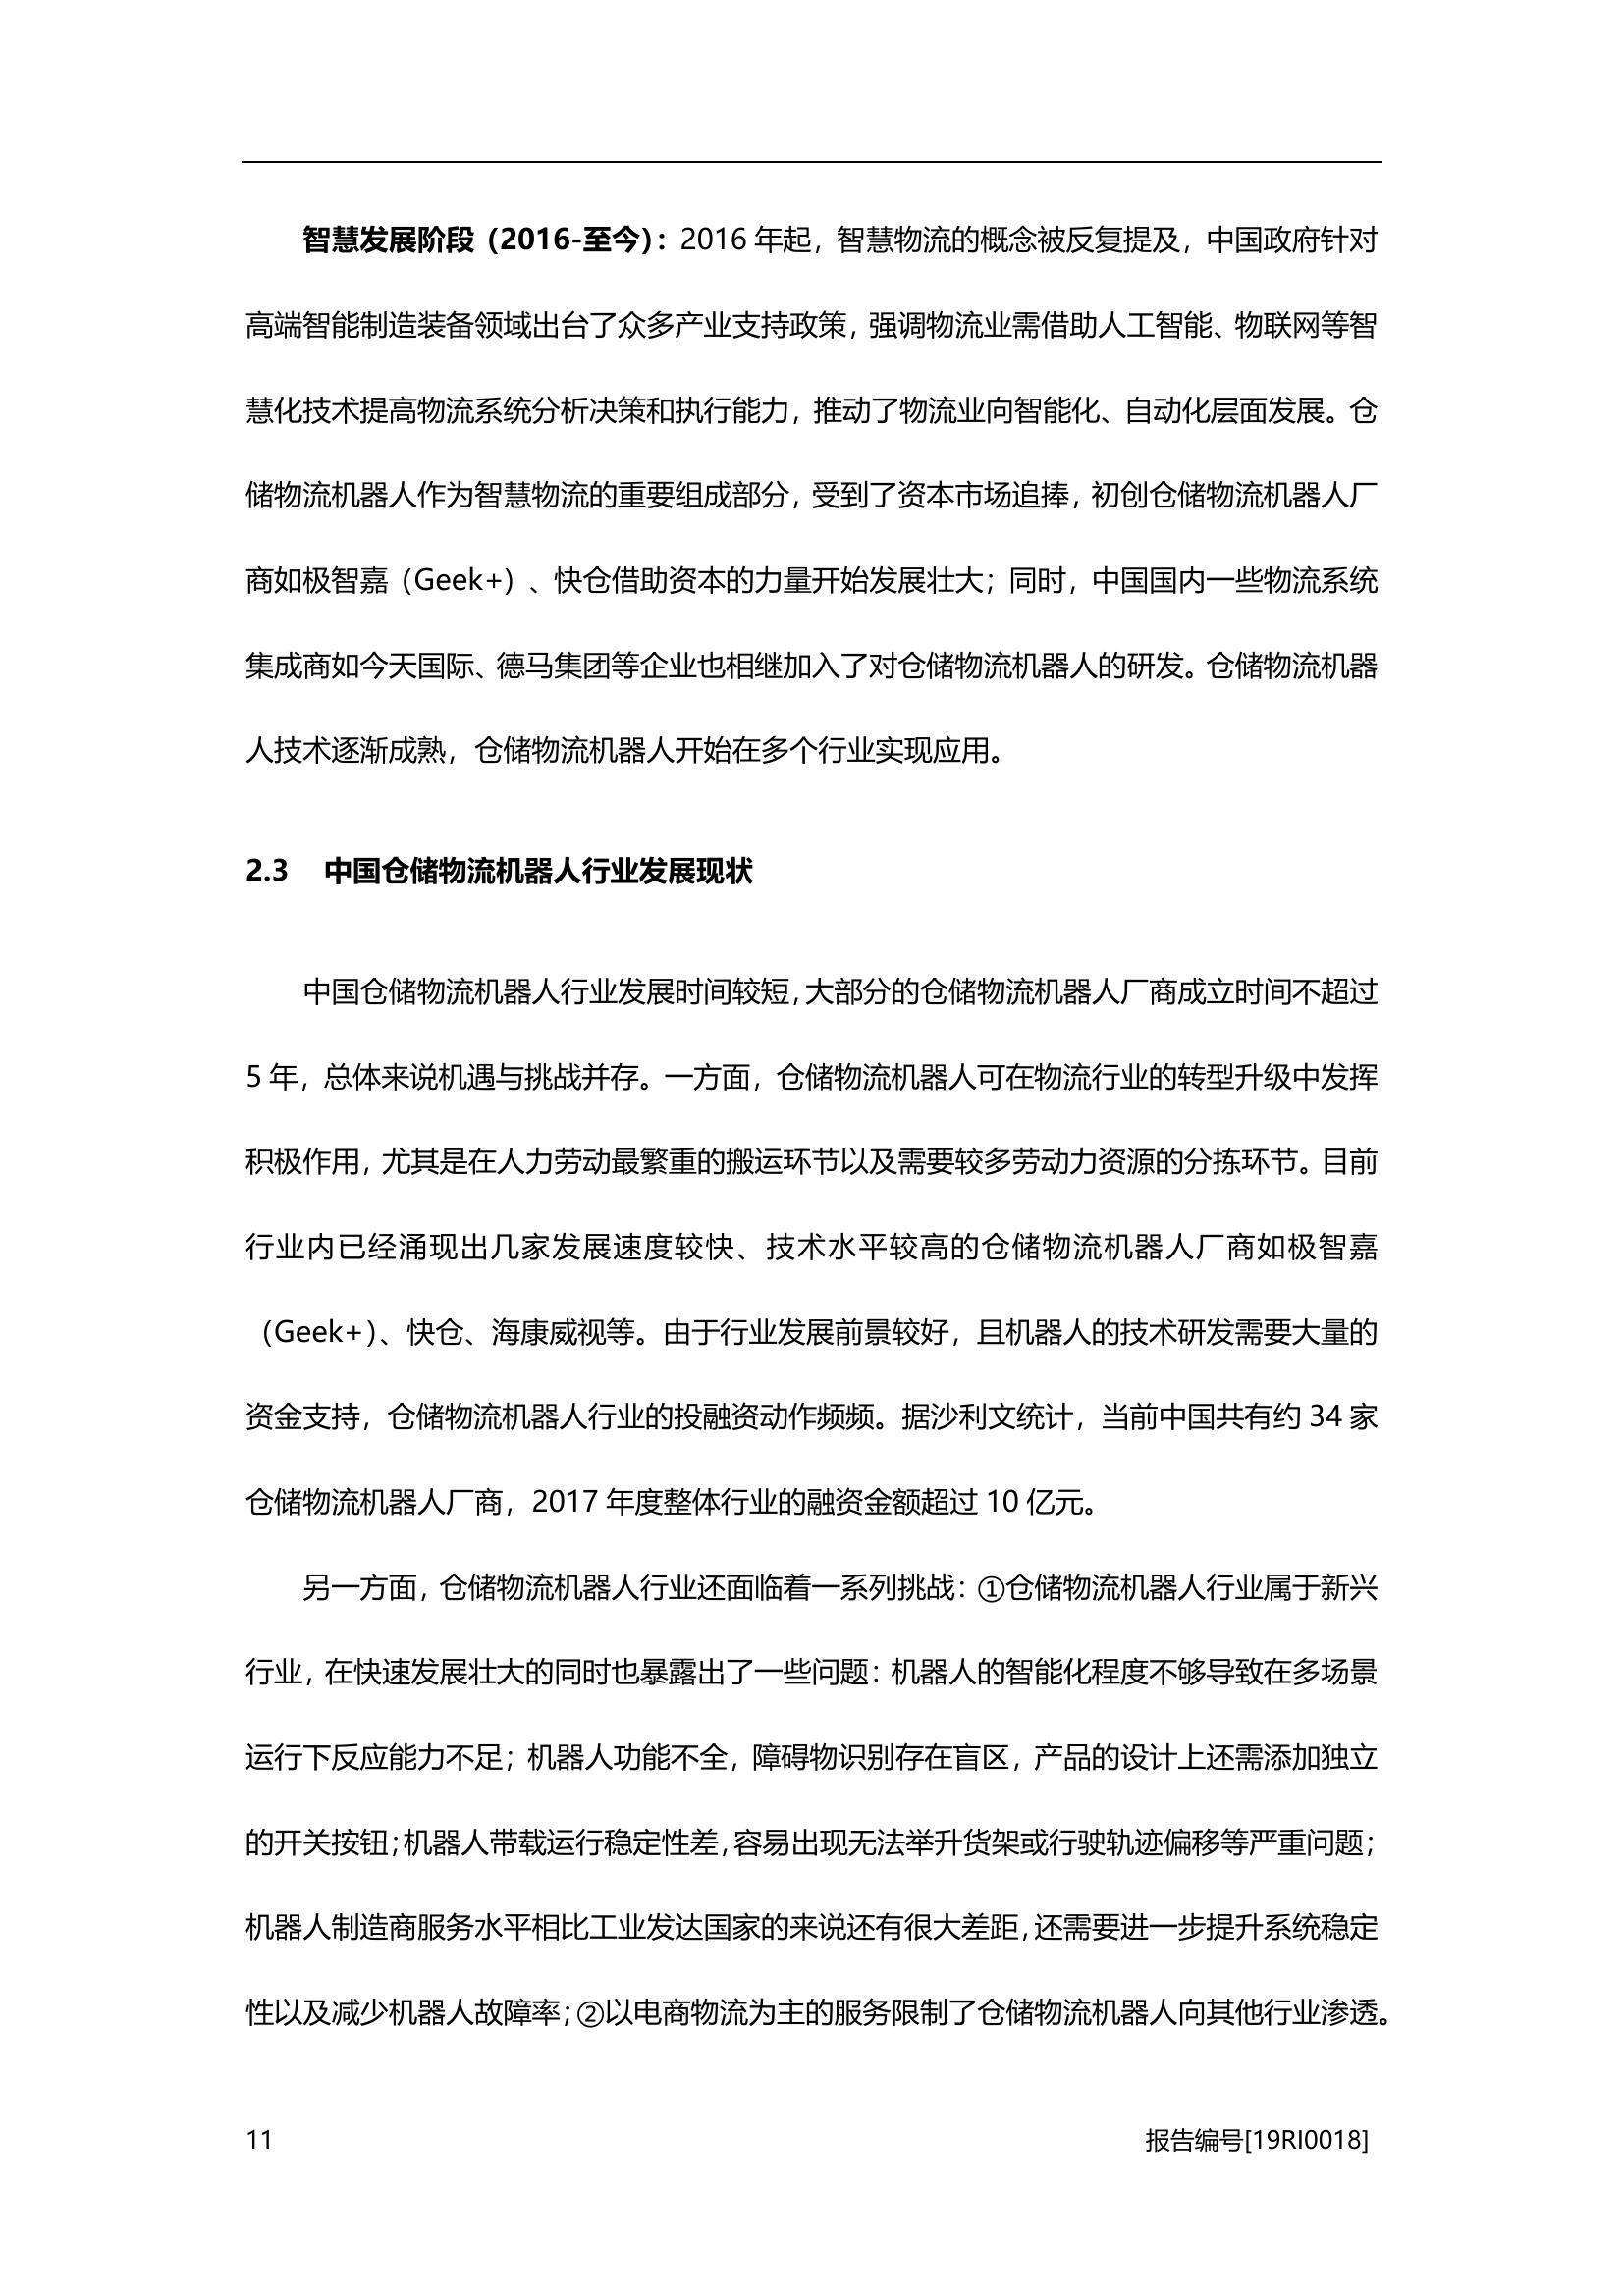 智慧发展阶段（2016-至今）：2016 年起，智慧物流的概念被反复提及，中国政府针对
高端智能制造装备领域出台了众多产业支持政策，强调物流业需借助人工智能、物联网等智
慧化技术提高物流系统分析决策和执行能力，推动了物流业向智能化、自动化层面发展。仓
储物流机器人作为智慧物流的重要组成部分，受到了资本市场追捧，初创仓储物流机器人厂
商如极智嘉（Geek+）、快仓借助资本的力量开始发展壮大；同时，中国国内一些物流系统
集成商如今天国际、德马集团等企业也相继加入了对仓储物流机器人的研发。仓储物流机器
人技术逐渐成熟，仓储物流机器人开始在多个行业实现应用。
2.3 中国仓储物流机器人行业发展现状
中国仓储物流机器人行业发展时间较短，大部分的仓储物流机器人厂商成立时间不超过
5 年，总体来说机遇与挑战并存。一方面，仓储物流机器人可在物流行业的转型升级中发挥
积极作用，尤其是在人力劳动最繁重的搬运环节以及需要较多劳动力资源的分拣环节。目前
行业内已经涌现出几家发展速度较快、技术水平较高的仓储物流机器人厂商如极智嘉
（Geek+）、快仓、海康威视等。由于行业发展前景较好，且机器人的技术研发需要大量的
资金支持，仓储物流机器人行业的投融资动作频频。据沙利文统计，当前中国共有约 34 家
仓储物流机器人厂商，2017 年度整体行业的融资金额超过 10 亿元。
另一方面，仓储物流机器人行业还面临着一系列挑战：①仓储物流机器人行业属于新兴
行业，在快速发展壮大的同时也暴露出了一些问题：机器人的智能化程度不够导致在多场景
运行下反应能力不足；机器人功能不全，障碍物识别存在盲区，产品的设计上还需添加独立
的开关按钮；机器人带载运行稳定性差，容易出现无法举升货架或行驶轨迹偏移等严重问题；
机器人制造商服务水平相比工业发达国家的来说还有很大差距，还需要进一步提升系统稳定
性以及减少机器人故障率；②以电商物流为主的服务限制了仓储物流机器人向其他行业渗透。
11 报告编号[19RI0018]